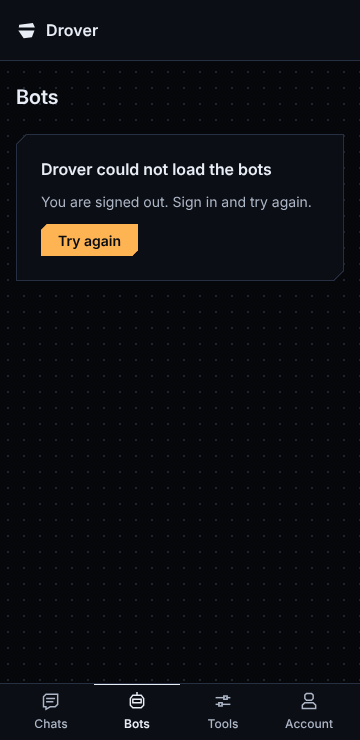 Drover
Bots
Drover could not load the bots
You are signed out. Sign in and try again.
Try again
Chats
Bots
Tools
Account